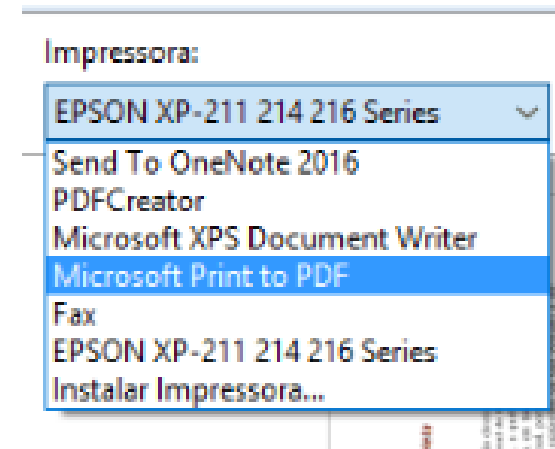 Impressora:
EPSON XP-211 214 216 Series
Send To OneNote 2016
PDFCreator
Microsoft XPS Document Writer
Microsoft Print to PDF
Fax
EPSON XP-211 214 216 Series
Instalar Impressora...